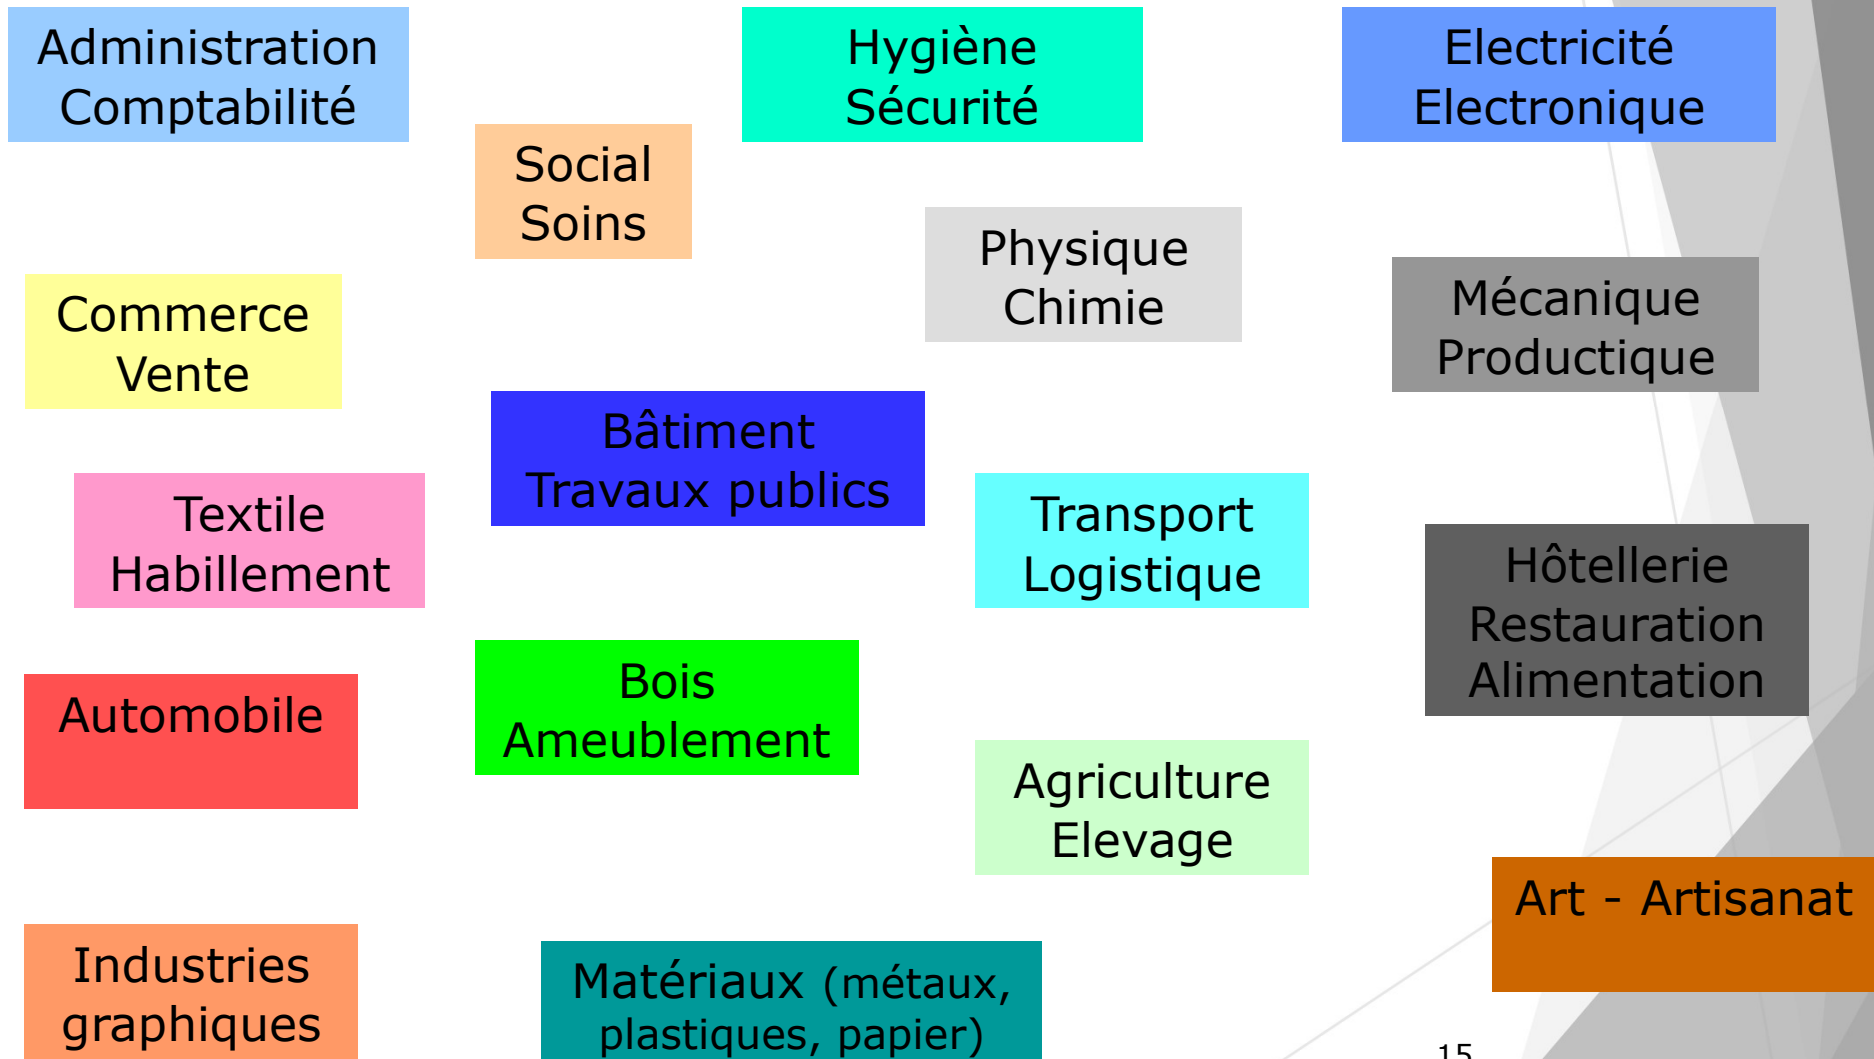 Administration
Comptabilité
Hygiène
Sécurité
Electricité
Electronique
Social
Soins
Physique
Chimie
Commerce
Vente
Mécanique
Productique
Bâtiment
Travaux publics
Textile
Habillement
Transport
Logistique
Hôtellerie
Restauration
Alimentation
Automobile
Bois
Ameublement
Agriculture
Elevage
Art - Artisanat
Industries
graphiques
Matériaux (métaux,
plastiques, papier)
15